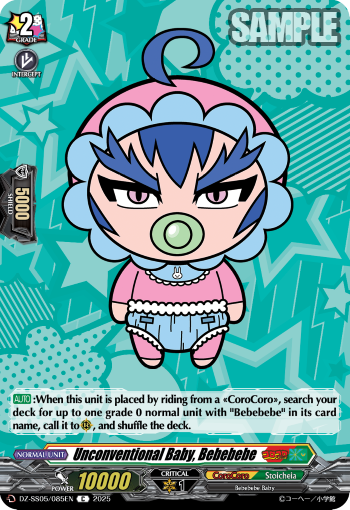 2
GRADE
SAMPLE
INTERCEPT
5000
SHIELD
AUTO :When this unit is placed by riding from a «CoroCoro», search your
deck for up to one grade 0 normal unit with "Bebebebe" in its card
name, call it to , and shuffle the deck.
NORMAL UNIT
Unconventional Baby, Bebebebe
POWER
10000
CRITICAL
1
CoroCoro
Stoicheia
Bebebebe Baby
D
DZ-SS05/085EN C 2025
©コーヘー／小学館